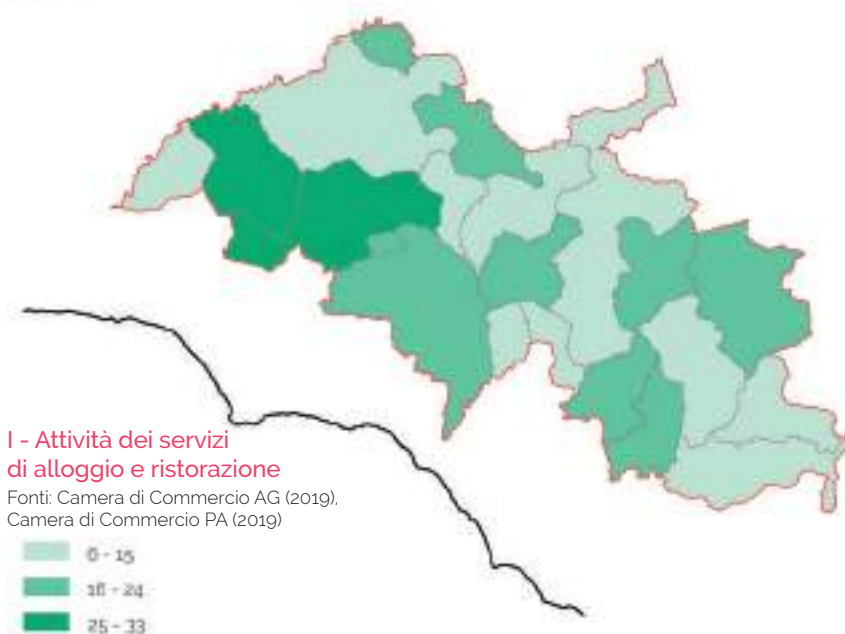 I - Attività dei servizi
di alloggio e ristorazione
Fonti: Camera di Commercio AG (2019),
Camera di Commercio PA (2019)
6 - 15
16 - 24
25 - 33